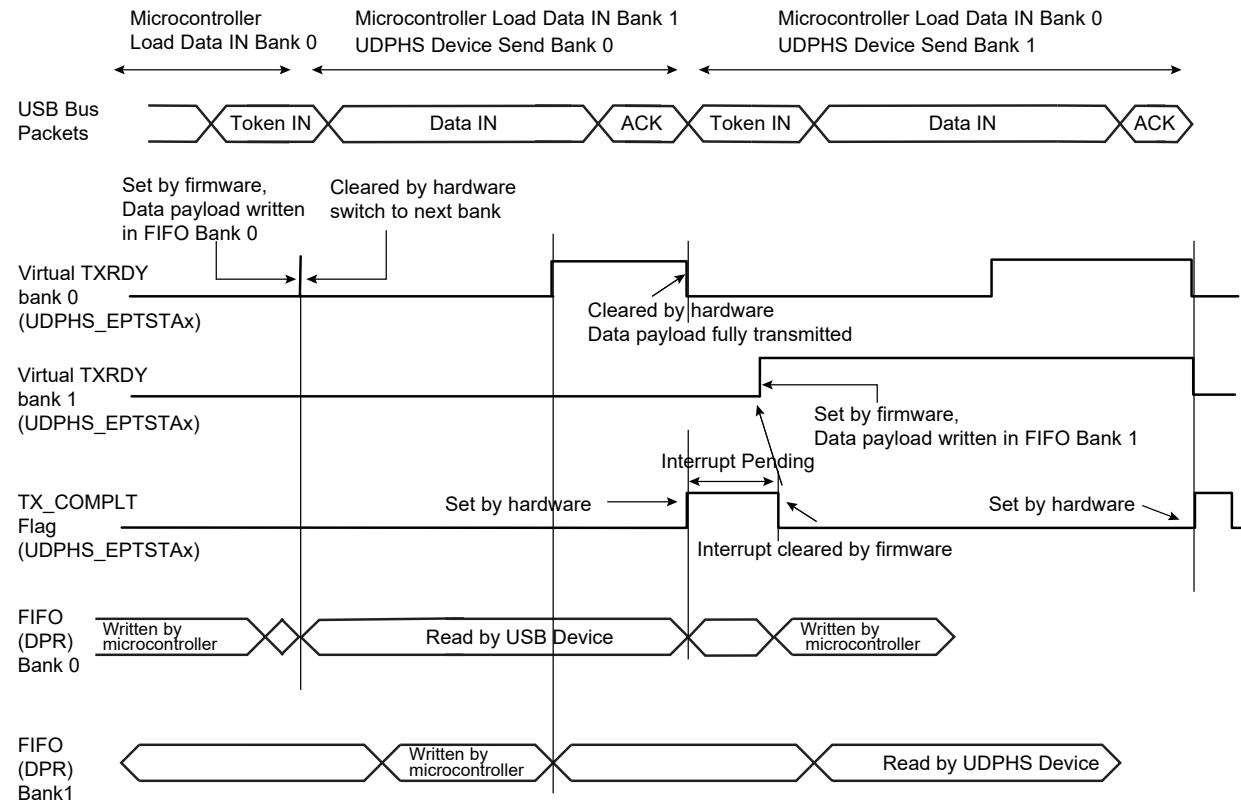 Microcontroller
Load Data IN Bank 0
Microcontroller Load Data IN Bank 1
UDPHS Device Send Bank 0
Microcontroller Load Data IN Bank 0
UDPHS Device Send Bank 1
USB Bus
Packets
Token IN
Data IN
ACK
Token IN
Data IN
ACK
Set by firmware,
Data payload written
in FIFO Bank 0
Cleared by hardware
switch to next bank
Virtual TXRDY
bank 0
(UDPHS_EPTSTAx)
Cleared by hardware
Data payload fully transmitted
Virtual TXRDY
bank 1
(UDPHS_EPTSTAx)
Set by firmware,
Data payload written in FIFO Bank 1
Interrupt Pending
TX_COMPLT
Flag
(UDPHS_EPTSTAx)
Set by hardware
Set by hardware
Interrupt cleared by firmware
FIFO
(DPR)
Bank 0
Written by
microcontroller
Read by USB Device
Written by
microcontroller
FIFO
(DPR)
Bank1
Written by
microcontroller
Read by UDPHS Device